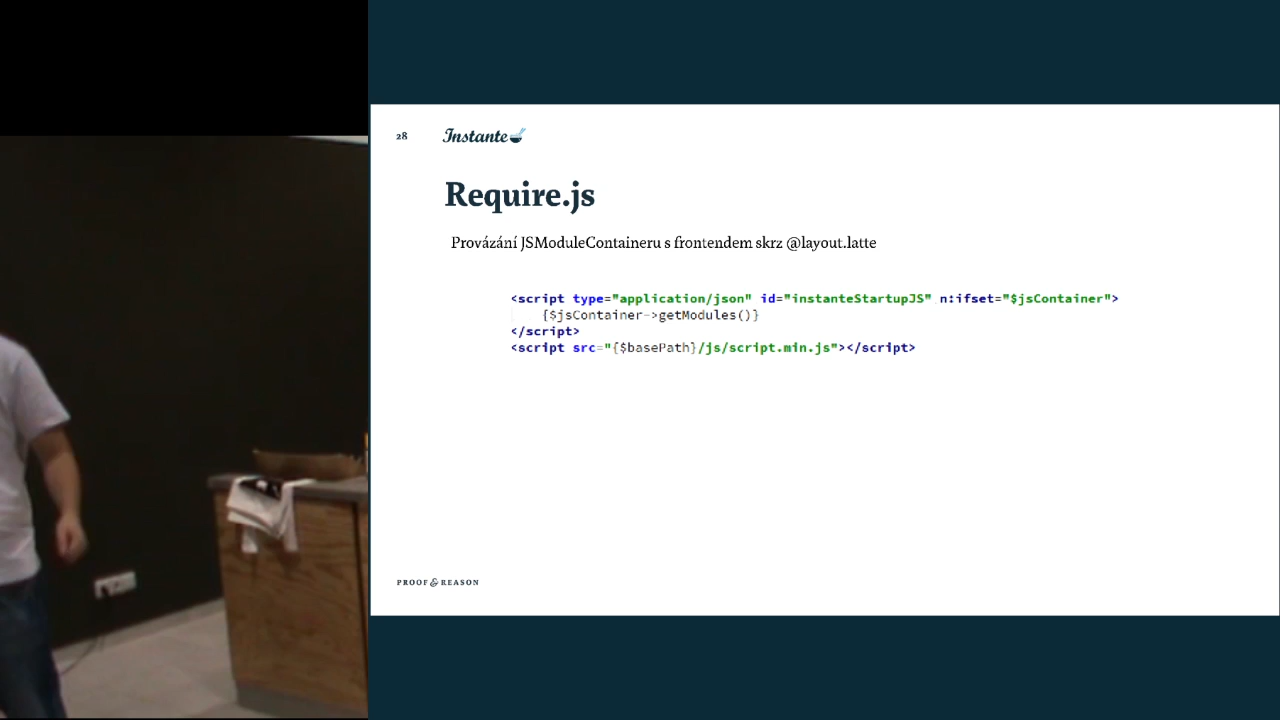 28
Instante
Require.js
Provázání JSModuleContaineru s frontendem skrz @layout.latte
<script type="application/json" id="instanteStartupJS" n:ifset="$jsContainer">
{$jsContainer->getModules()}
</script>
<script src="{$basePath}/js/script.min.js"></script>
PROOF & REASON